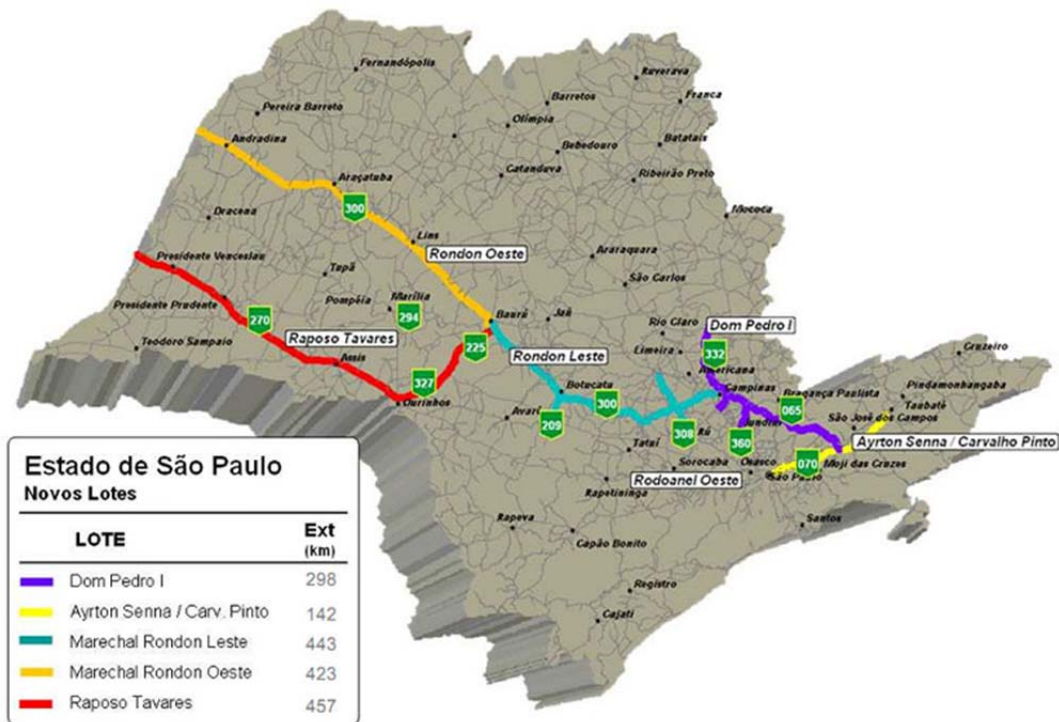 Fernandópolis
Ituverava
Pereira Barreto
Barretos
Franca
Olímpia
Andradina
Bebedouro
Batatais
Araçatuba
Catanduva
Ribeirão Preto
300
Dracena
Mococa
Lins
Rondon Oeste
Araraquara
Presidente Venceslau
Tupã
São Carlos
Presidente Prudente
Pompéia
Marília
294
Baurú
Jaú
Rio Claro
Dom Pedro I
270
Raposo Tavares
225
Rondon Leste
Limeira
332
Cruzeiro
Teodoro Sampaio
Assis
327
Botucatu
Americana
Campinas
Bragança Paulista
Pindamonhangaba
Ourinhos
Avaré
300
065
São José dos Campos
Taubaté
209
308
360
Jundiaí
Tatuí
Sorocaba
Osasco
Ayrton Senna / Carvalho Pinto
Rodoanel Oeste
São Paulo
070
Moji das Cruzes
Itapetininga
Santos
Capão Bonito
Registro
Cajati
Estado de São Paulo
Novos Lotes
LOTE Ext
(km)
Dom Pedro I 298
Ayrton Senna / Carv. Pinto 142
Marechal Rondon Leste 443
Marechal Rondon Oeste 423
Raposo Tavares 457